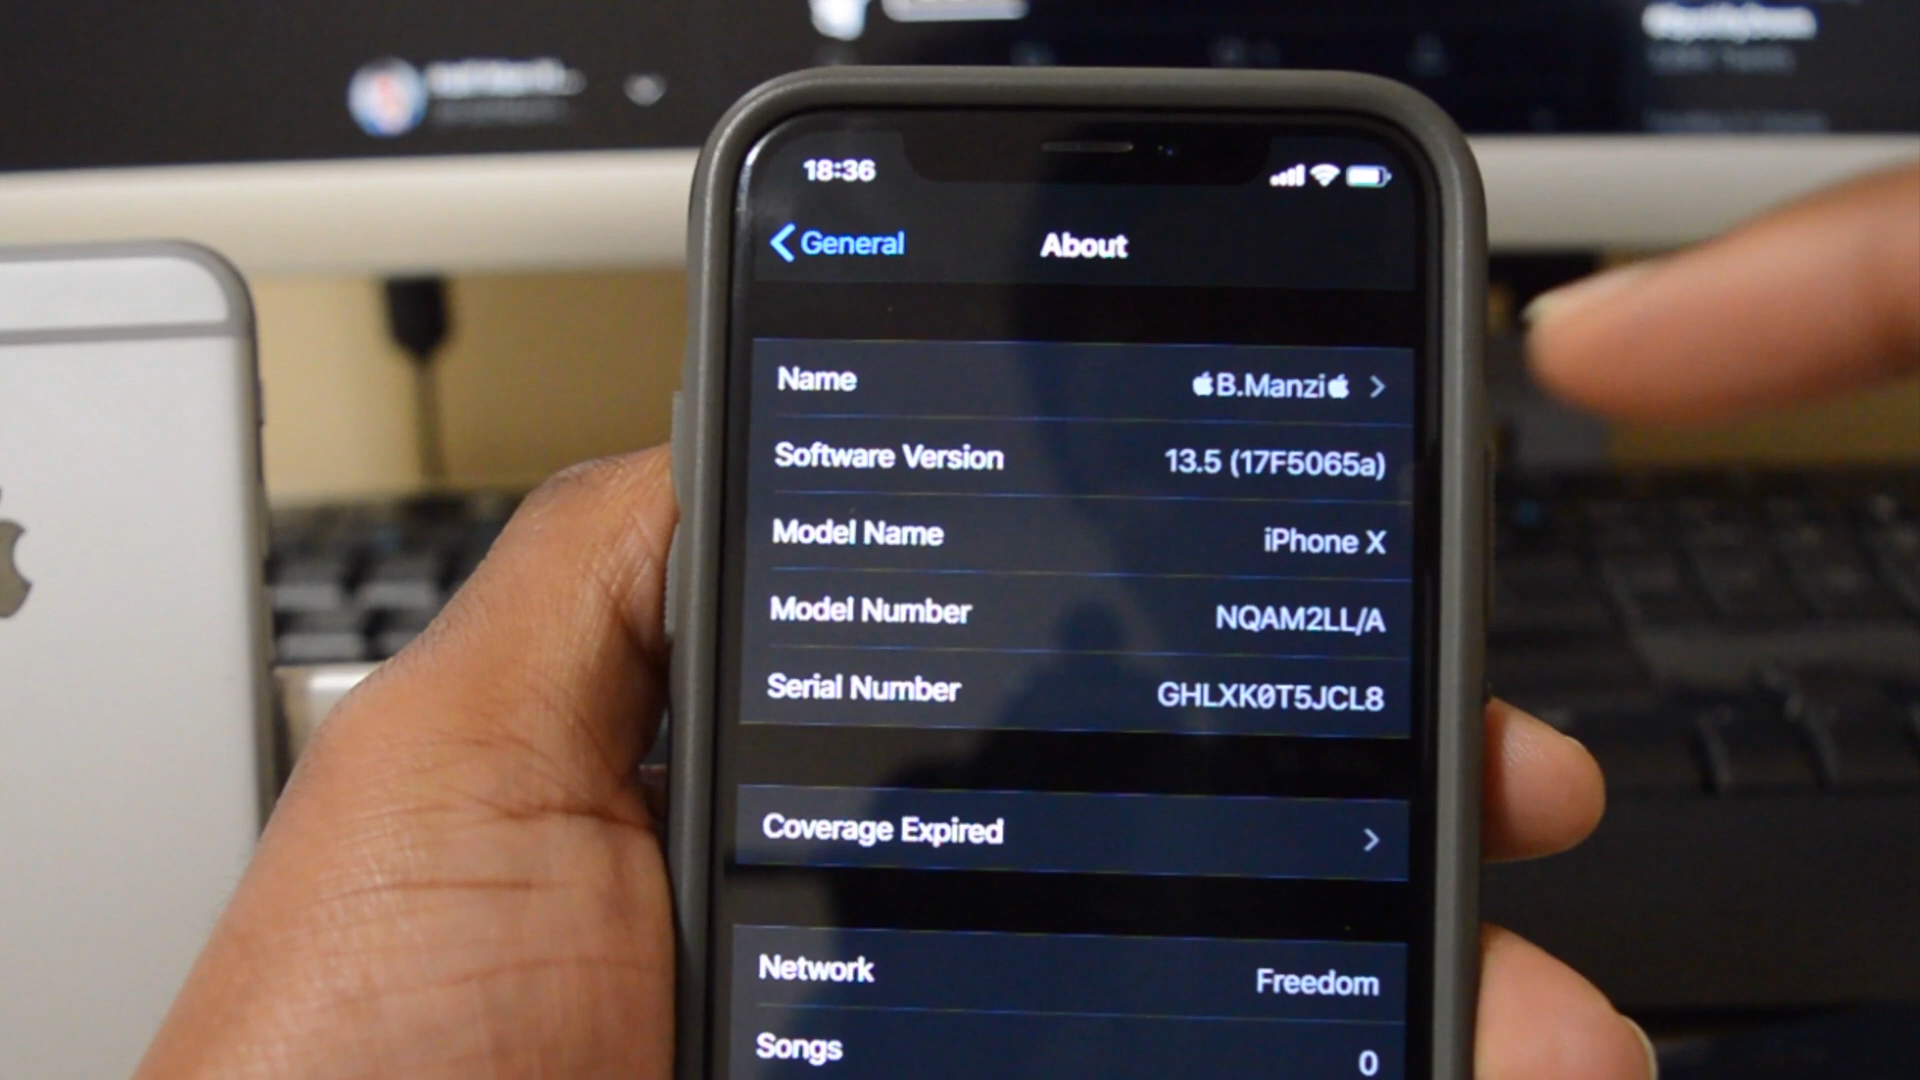 18:36
General
About
Name B.Manzi
Software Version 13.5 (17F5065a)
Model Name iPhone X
Model Number NQAM2LL/A
Serial Number GHLXK0T5JCL8
Coverage Expired
Network Freedom
Songs 0